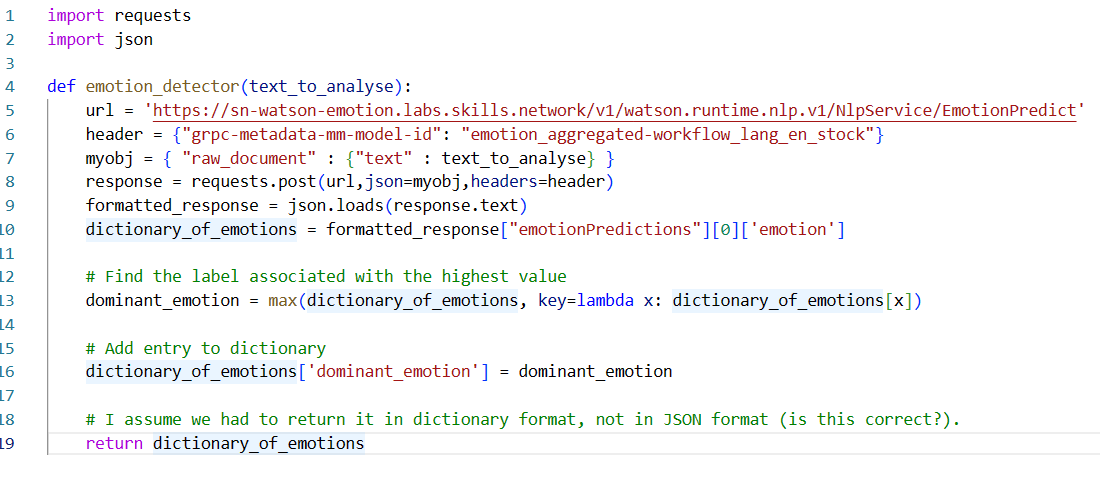 1 import requests
2 import json
3
4 def emotion_detector(text_to_analyse):
5     url = 'https://sn-watson-emotion.labs.skills.network/v1/watson.runtime.nlp.v1/NlpService/EmotionPredict'
6     header = {"grpc-metadata-mm-model-id": "emotion_aggregated-workflow_lang_en_stock"}
7     myobj = { "raw_document" : {"text" : text_to_analyse} }
8     response = requests.post(url,json=myobj,headers=header)
9     formatted_response = json.loads(response.text)
10     dictionary_of_emotions = formatted_response["emotionPredictions"][0]['emotion']
11
12     # Find the label associated with the highest value
13     dominant_emotion = max(dictionary_of_emotions, key=lambda x: dictionary_of_emotions[x])
14
15     # Add entry to dictionary
16     dictionary_of_emotions['dominant_emotion'] = dominant_emotion
17
18     # I assume we had to return it in dictionary format, not in JSON format (is this correct?).
19     return dictionary_of_emotions